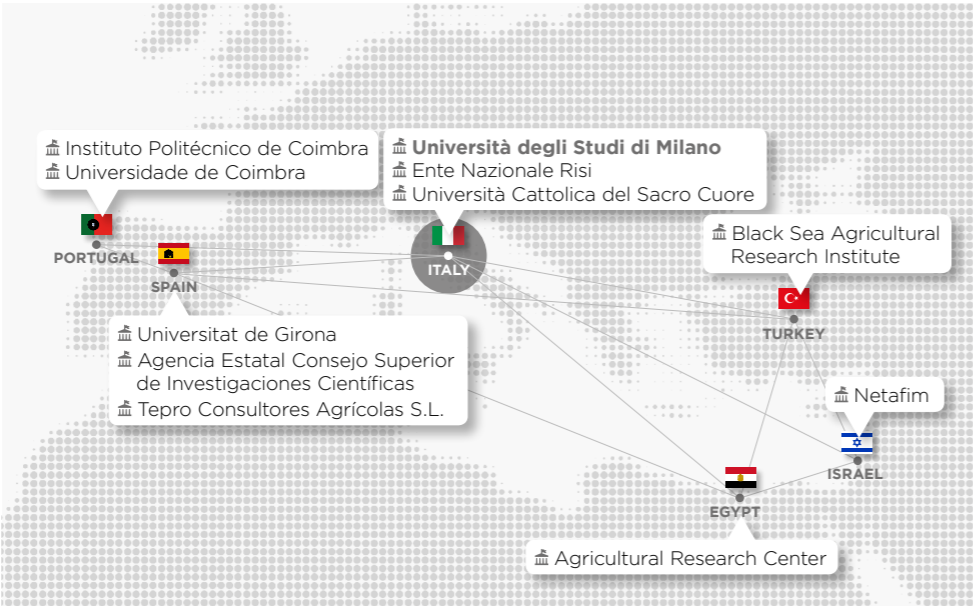 Instituto Politécnico de Coimbra
Universidade de Coimbra
PORTUGAL
Università degli Studi di Milano
Ente Nazionale Risi
Università Cattolica del Sacro Cuore
ITALY
SPAIN
Universitat de Girona
Agencia Estatal Consejo Superior
de Investigaciones Científicas
Tepro Consultores Agrícolas S.L.
Black Sea Agricultural
Research Institute
TURKEY
Netafim
ISRAEL
EGYPT
Agricultural Research Center